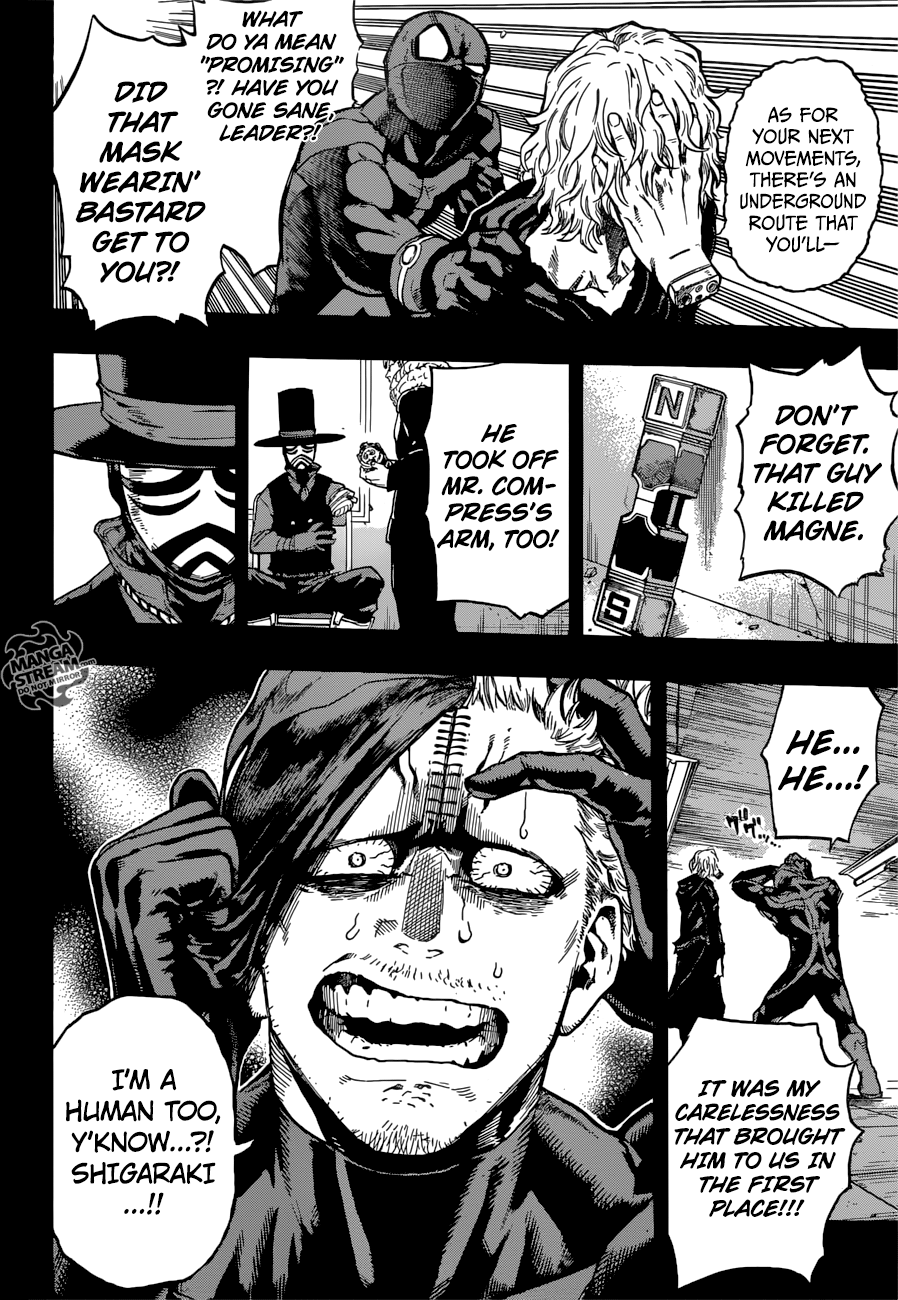 AS FOR
YOUR NEXT
MOVEMENTS,
THERE'S AN
UNDERGROUND
ROUTE THAT
YOU'LL—
WHAT
DO YA MEAN
"PROMISING"
?! HAVE YOU
GONE SANE,
LEADER?!
DID
THAT
MASK
WEARIN'
BASTARD
GET TO
YOU?!
DON'T
FORGET.
THAT GUY
KILLED
MAGNE.
N
S
HE
TOOK OFF
MR. COM-
PRESS'S
ARM, TOO!
HE...
HE...!
グ
グ
IT WAS MY
CARELESSNESS
THAT BROUGHT
HIM TO US IN
THE FIRST
PLACE!!!
I'M A
HUMAN TOO,
Y'KNOW...?!
SHIGARAKI
...!!
MANGA
STREAM.com
DO NOT MIRROR